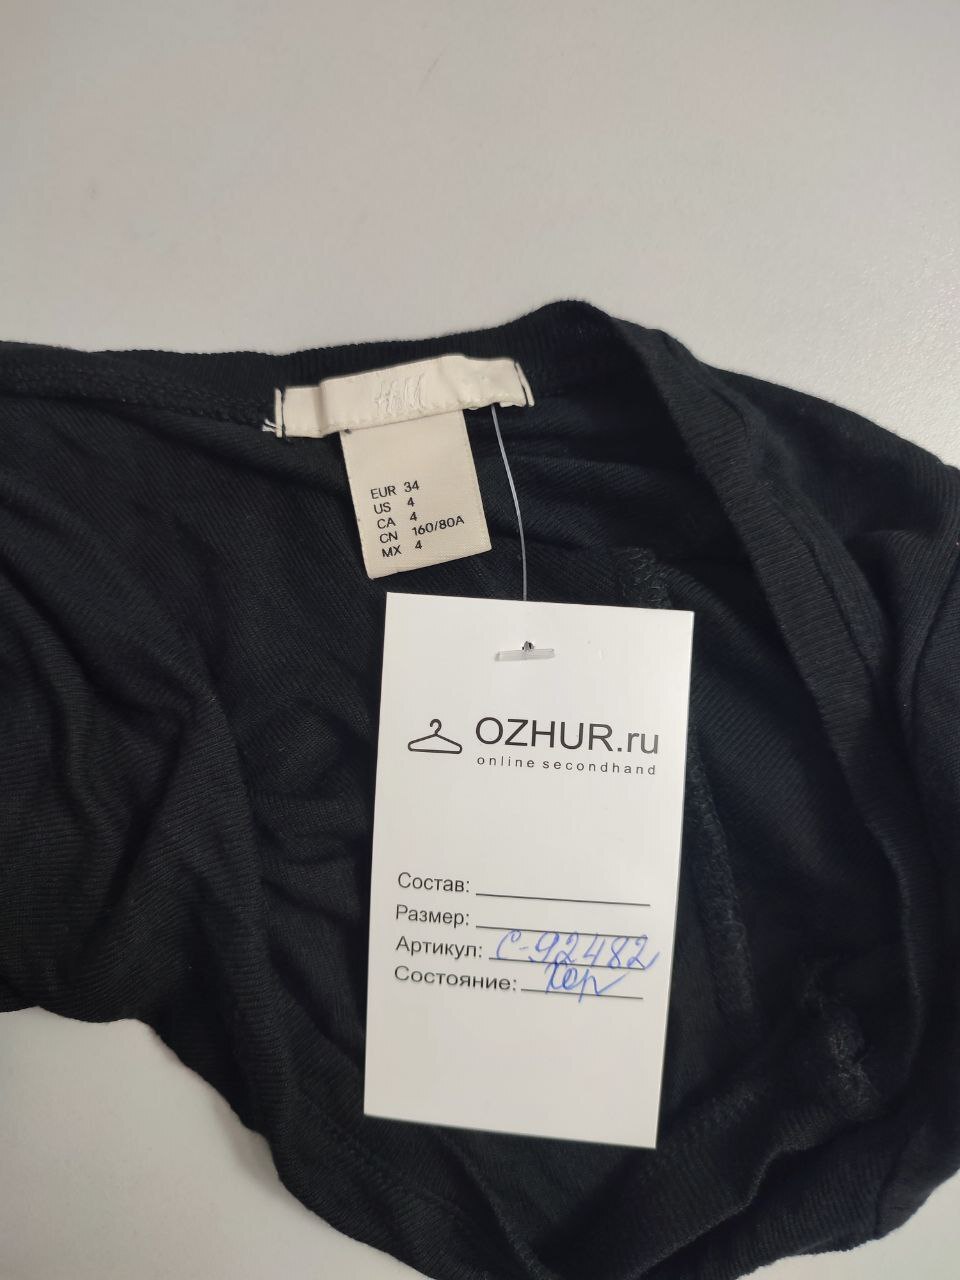 H&M
EUR 34
US 4
CA 4
CN 160/80A
MX 4
OZHUR.ru
online secondhand
Состав:
Размер:
Артикул: С-92482
Состояние: Хор